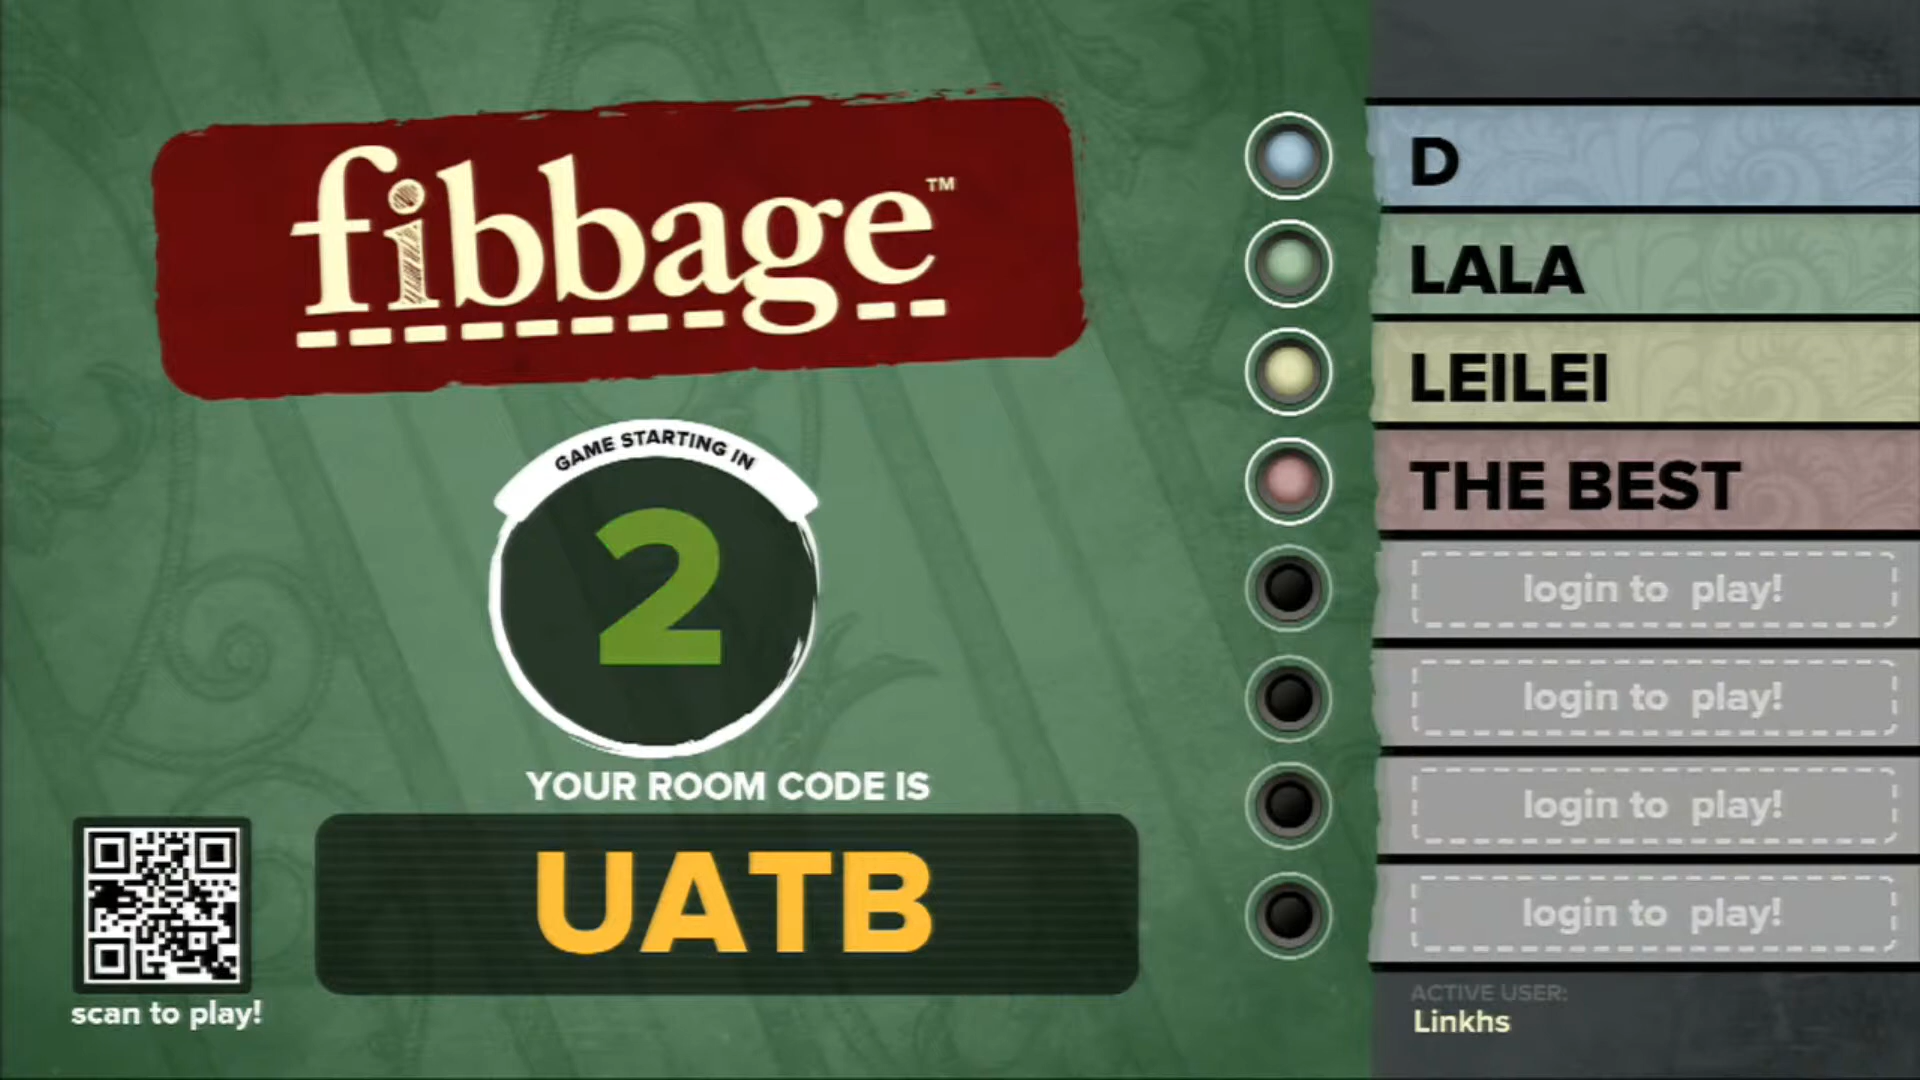 fibbage™
GAME STARTING IN
2
YOUR ROOM CODE IS
UATB
scan to play!
D
LALA
LEILEI
THE BEST
login to play!
login to play!
login to play!
login to play!
ACTIVE USER:
Linkhs